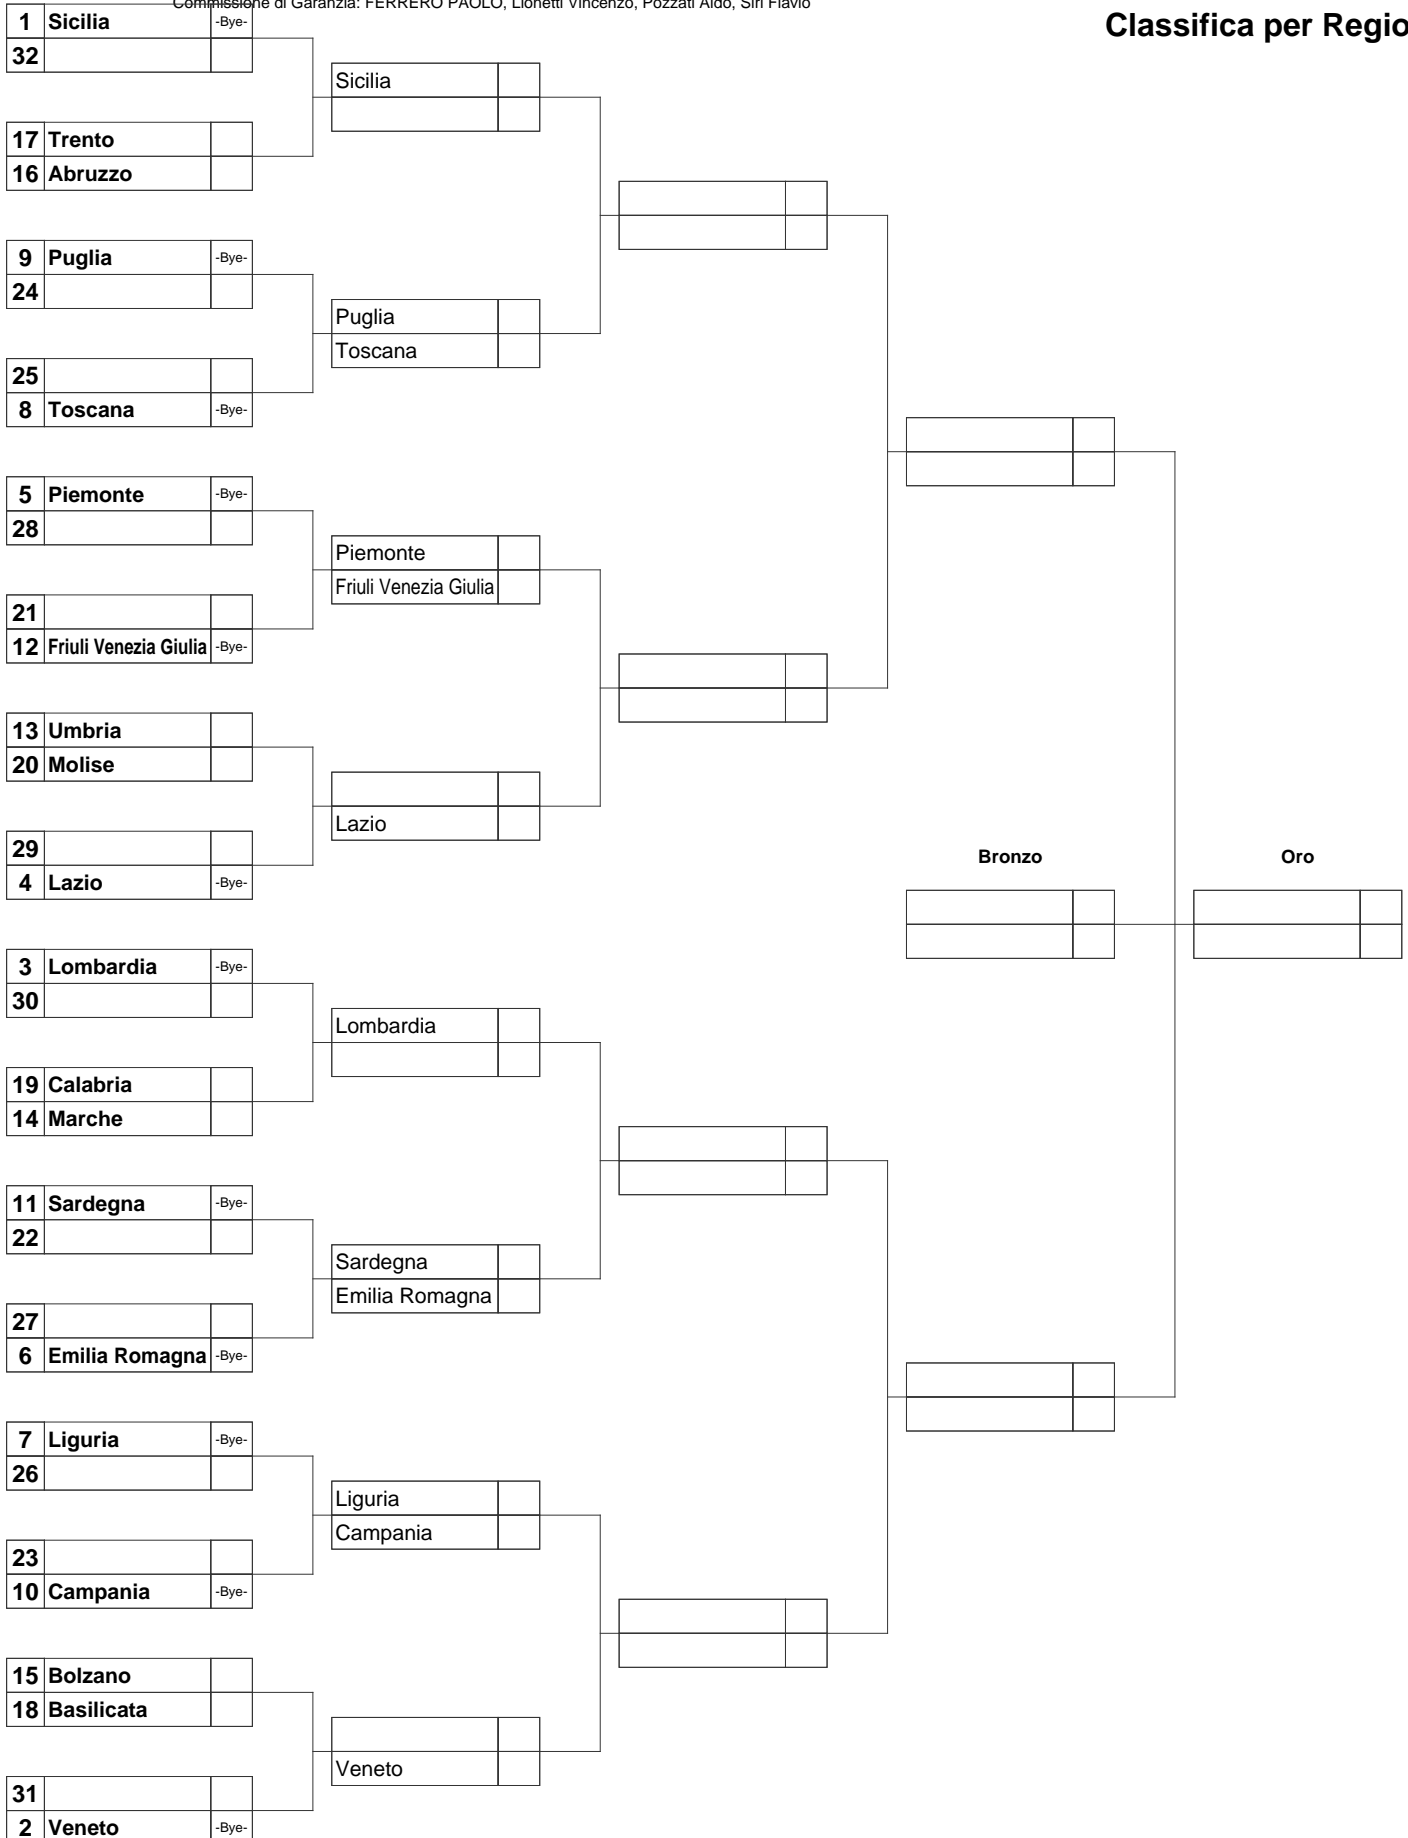 Commissione di Garanzia: FERRERO PAOLO, Lionetti Vincenzo, Pozzati Aldo, Siri Flavio
Classifica per Regio
1 Sicilia -Bye-
32
17 Trento
16 Abruzzo
9 Puglia -Bye-
24
25
8 Toscana -Bye-
5 Piemonte -Bye-
28
21
12 Friuli Venezia Giulia -Bye-
13 Umbria
20 Molise
29
4 Lazio -Bye-
3 Lombardia -Bye-
30
19 Calabria
14 Marche
11 Sardegna -Bye-
22
27
6 Emilia Romagna -Bye-
7 Liguria -Bye-
26
23
10 Campania -Bye-
15 Bolzano
18 Basilicata
31
2 Veneto -Bye-
Sicilia
Puglia
Toscana
Piemonte
Friuli Venezia Giulia
Lazio
Lombardia
Sardegna
Emilia Romagna
Liguria
Campania
Veneto
Bronzo
Oro